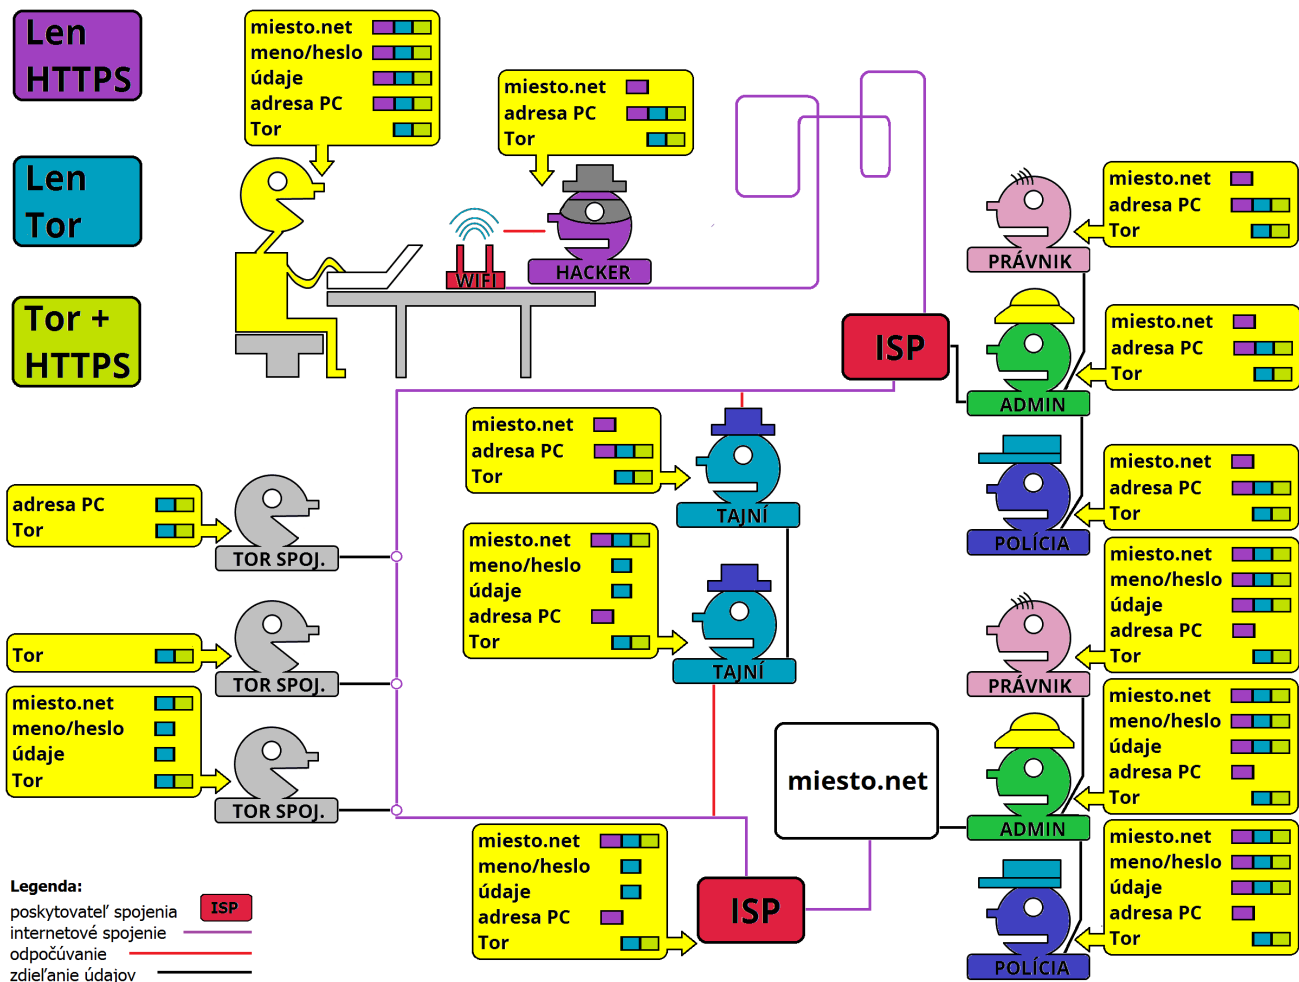 Len
HTTPS
Len
Tor
Tor +
HTTPS
miesto.net
meno/heslo
údaje
adresa PC
Tor
miesto.net
adresa PC
Tor
WIFI
HACKER
miesto.net
adresa PC
Tor
PRÁVNIK
ISP
miesto.net
adresa PC
Tor
ADMIN
miesto.net
adresa PC
Tor
POLÍCIA
miesto.net
adresa PC
Tor
TAJNÍ
adresa PC
Tor
TOR SPOJ.
miesto.net
meno/heslo
údaje
adresa PC
Tor
TAJNÍ
Tor
TOR SPOJ.
miesto.net
meno/heslo
údaje
Tor
TOR SPOJ.
miesto.net
meno/heslo
údaje
adresa PC
Tor
PRÁVNIK
miesto.net
miesto.net
meno/heslo
údaje
adresa PC
Tor
ADMIN
miesto.net
meno/heslo
údaje
adresa PC
Tor
ISP
miesto.net
meno/heslo
údaje
adresa PC
Tor
POLÍCIA
Legenda:
poskytovateľ spojenia ISP
internetové spojenie
odpočúvanie
zdieľanie údajov